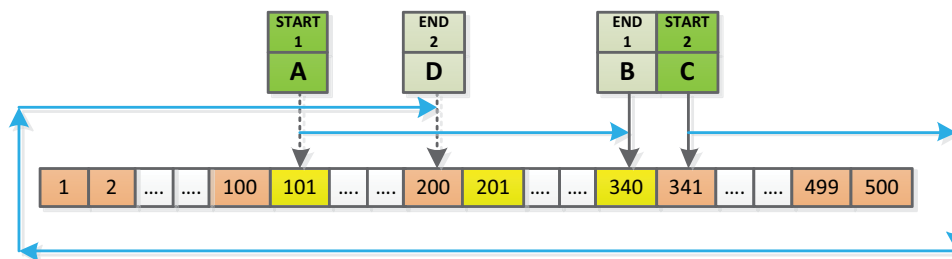 START
1
A
END
2
D
END
1
B
START
2
C
1 2 .... .... 100 101 .... .... 200 201 .... .... 340 341 .... .... 499 500